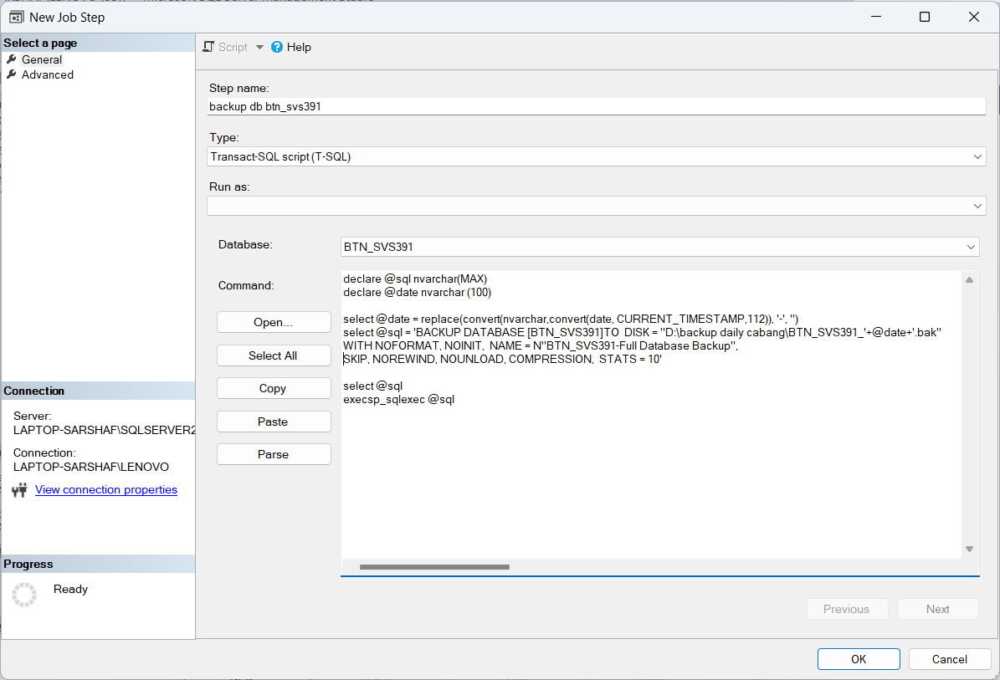 New Job Step
Select a page
General
Advanced
Script
Help
Step name:
backup db btn_svs391
Type:
Transact-SQL script (T-SQL)
Run as:
Database:
BTN_SVS391
Command:
declare @sql nvarchar(MAX)
declare @date nvarchar (100)
select @date = replace(convert(nvarchar,convert(date, CURRENT_TIMESTAMP,112)), '-', '')
select @sql = 'BACKUP DATABASE [BTN_SVS391]TO  DISK = ''D:\backup daily cabang\BTN_SVS391_'+@date+'.bak''
WITH NOFORMAT, NOINIT,  NAME = N''BTN_SVS391-Full Database Backup'',
SKIP, NOREWIND, NOUNLOAD, COMPRESSION,  STATS = 10'
select @sql
execsp_sqlexec @sql
Open...
Select All
Copy
Paste
Parse
Connection
Server:
LAPTOP-SARSHAF\SQLSERVER2
Connection:
LAPTOP-SARSHAF\LENOVO
View connection properties
Progress
Ready
Previous
Next
OK
Cancel